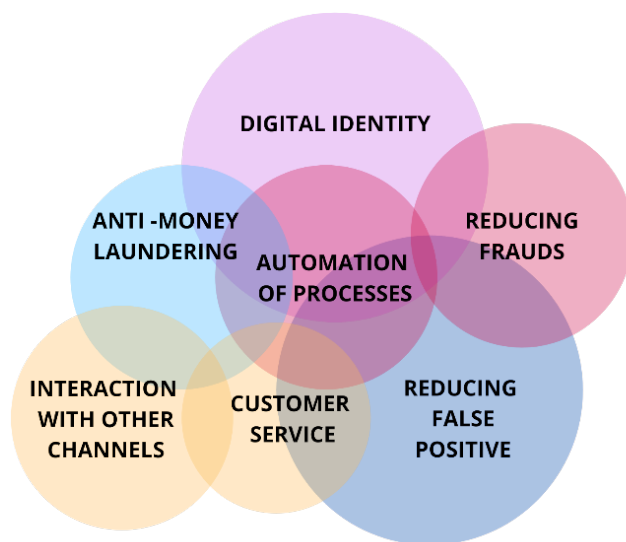 DIGITAL IDENTITY
ANTI -MONEY
LAUNDERING
REDUCING
FRAUDS
AUTOMATION
OF PROCESSES
INTERACTION
WITH OTHER
CHANNELS
CUSTOMER
SERVICE
REDUCING
FALSE
POSITIVE